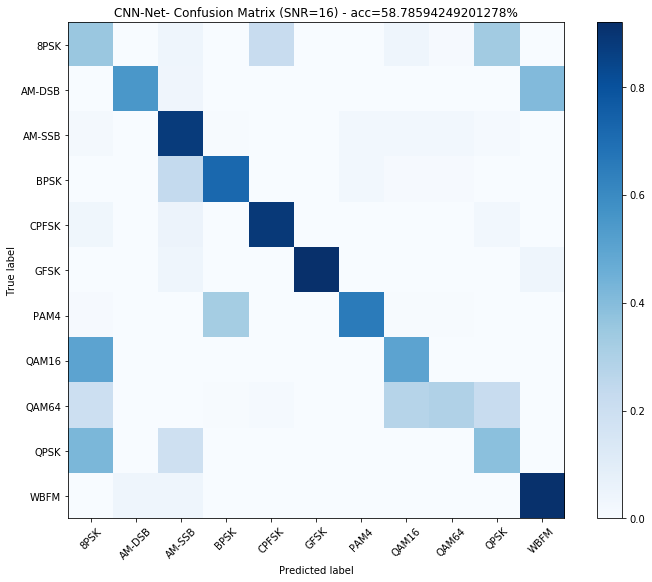 CNN-Net- Confusion Matrix (SNR=16) - acc=58.78594249201278%
True label
8PSK
AM-DSB
AM-SSB
BPSK
CPFSK
GFSK
PAM4
QAM16
QAM64
QPSK
WBFM
8PSK
AM-DSB
AM-SSB
BPSK
CPFSK
GFSK
PAM4
QAM16
QAM64
QPSK
WBFM
Predicted label
0.8
0.6
0.4
0.2
0.0